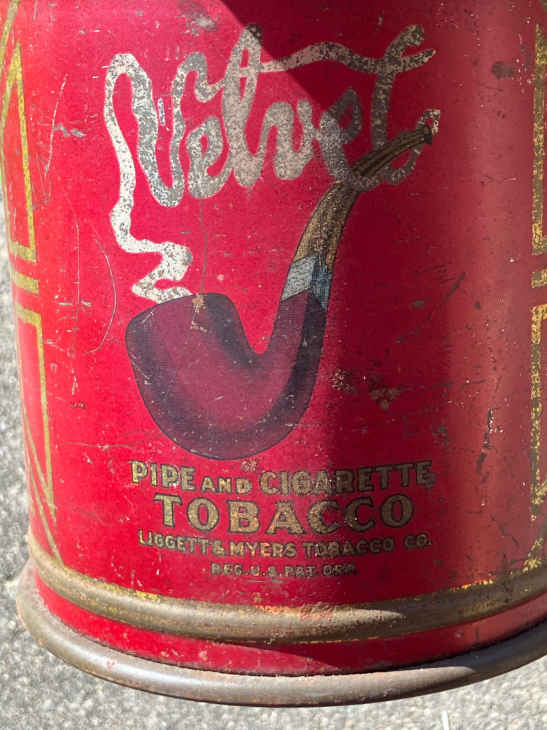 Velvet
PIPE AND CIGARETTE
TOBACCO
LIGGETT & MYERS TOBACCO CO.
REG. U.S. PAT. OFF.